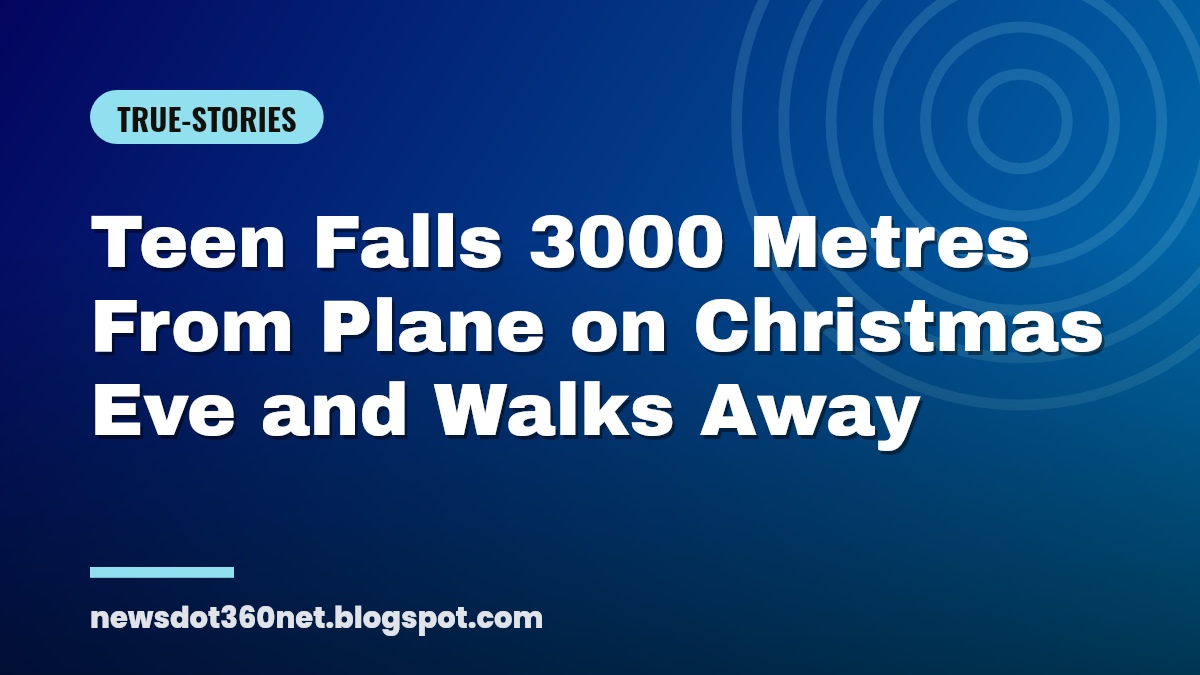 TRUE-STORIES
Teen Falls 3000 Metres
From Plane on Christmas
Eve and Walks Away
newsdot360net.blogspot.com